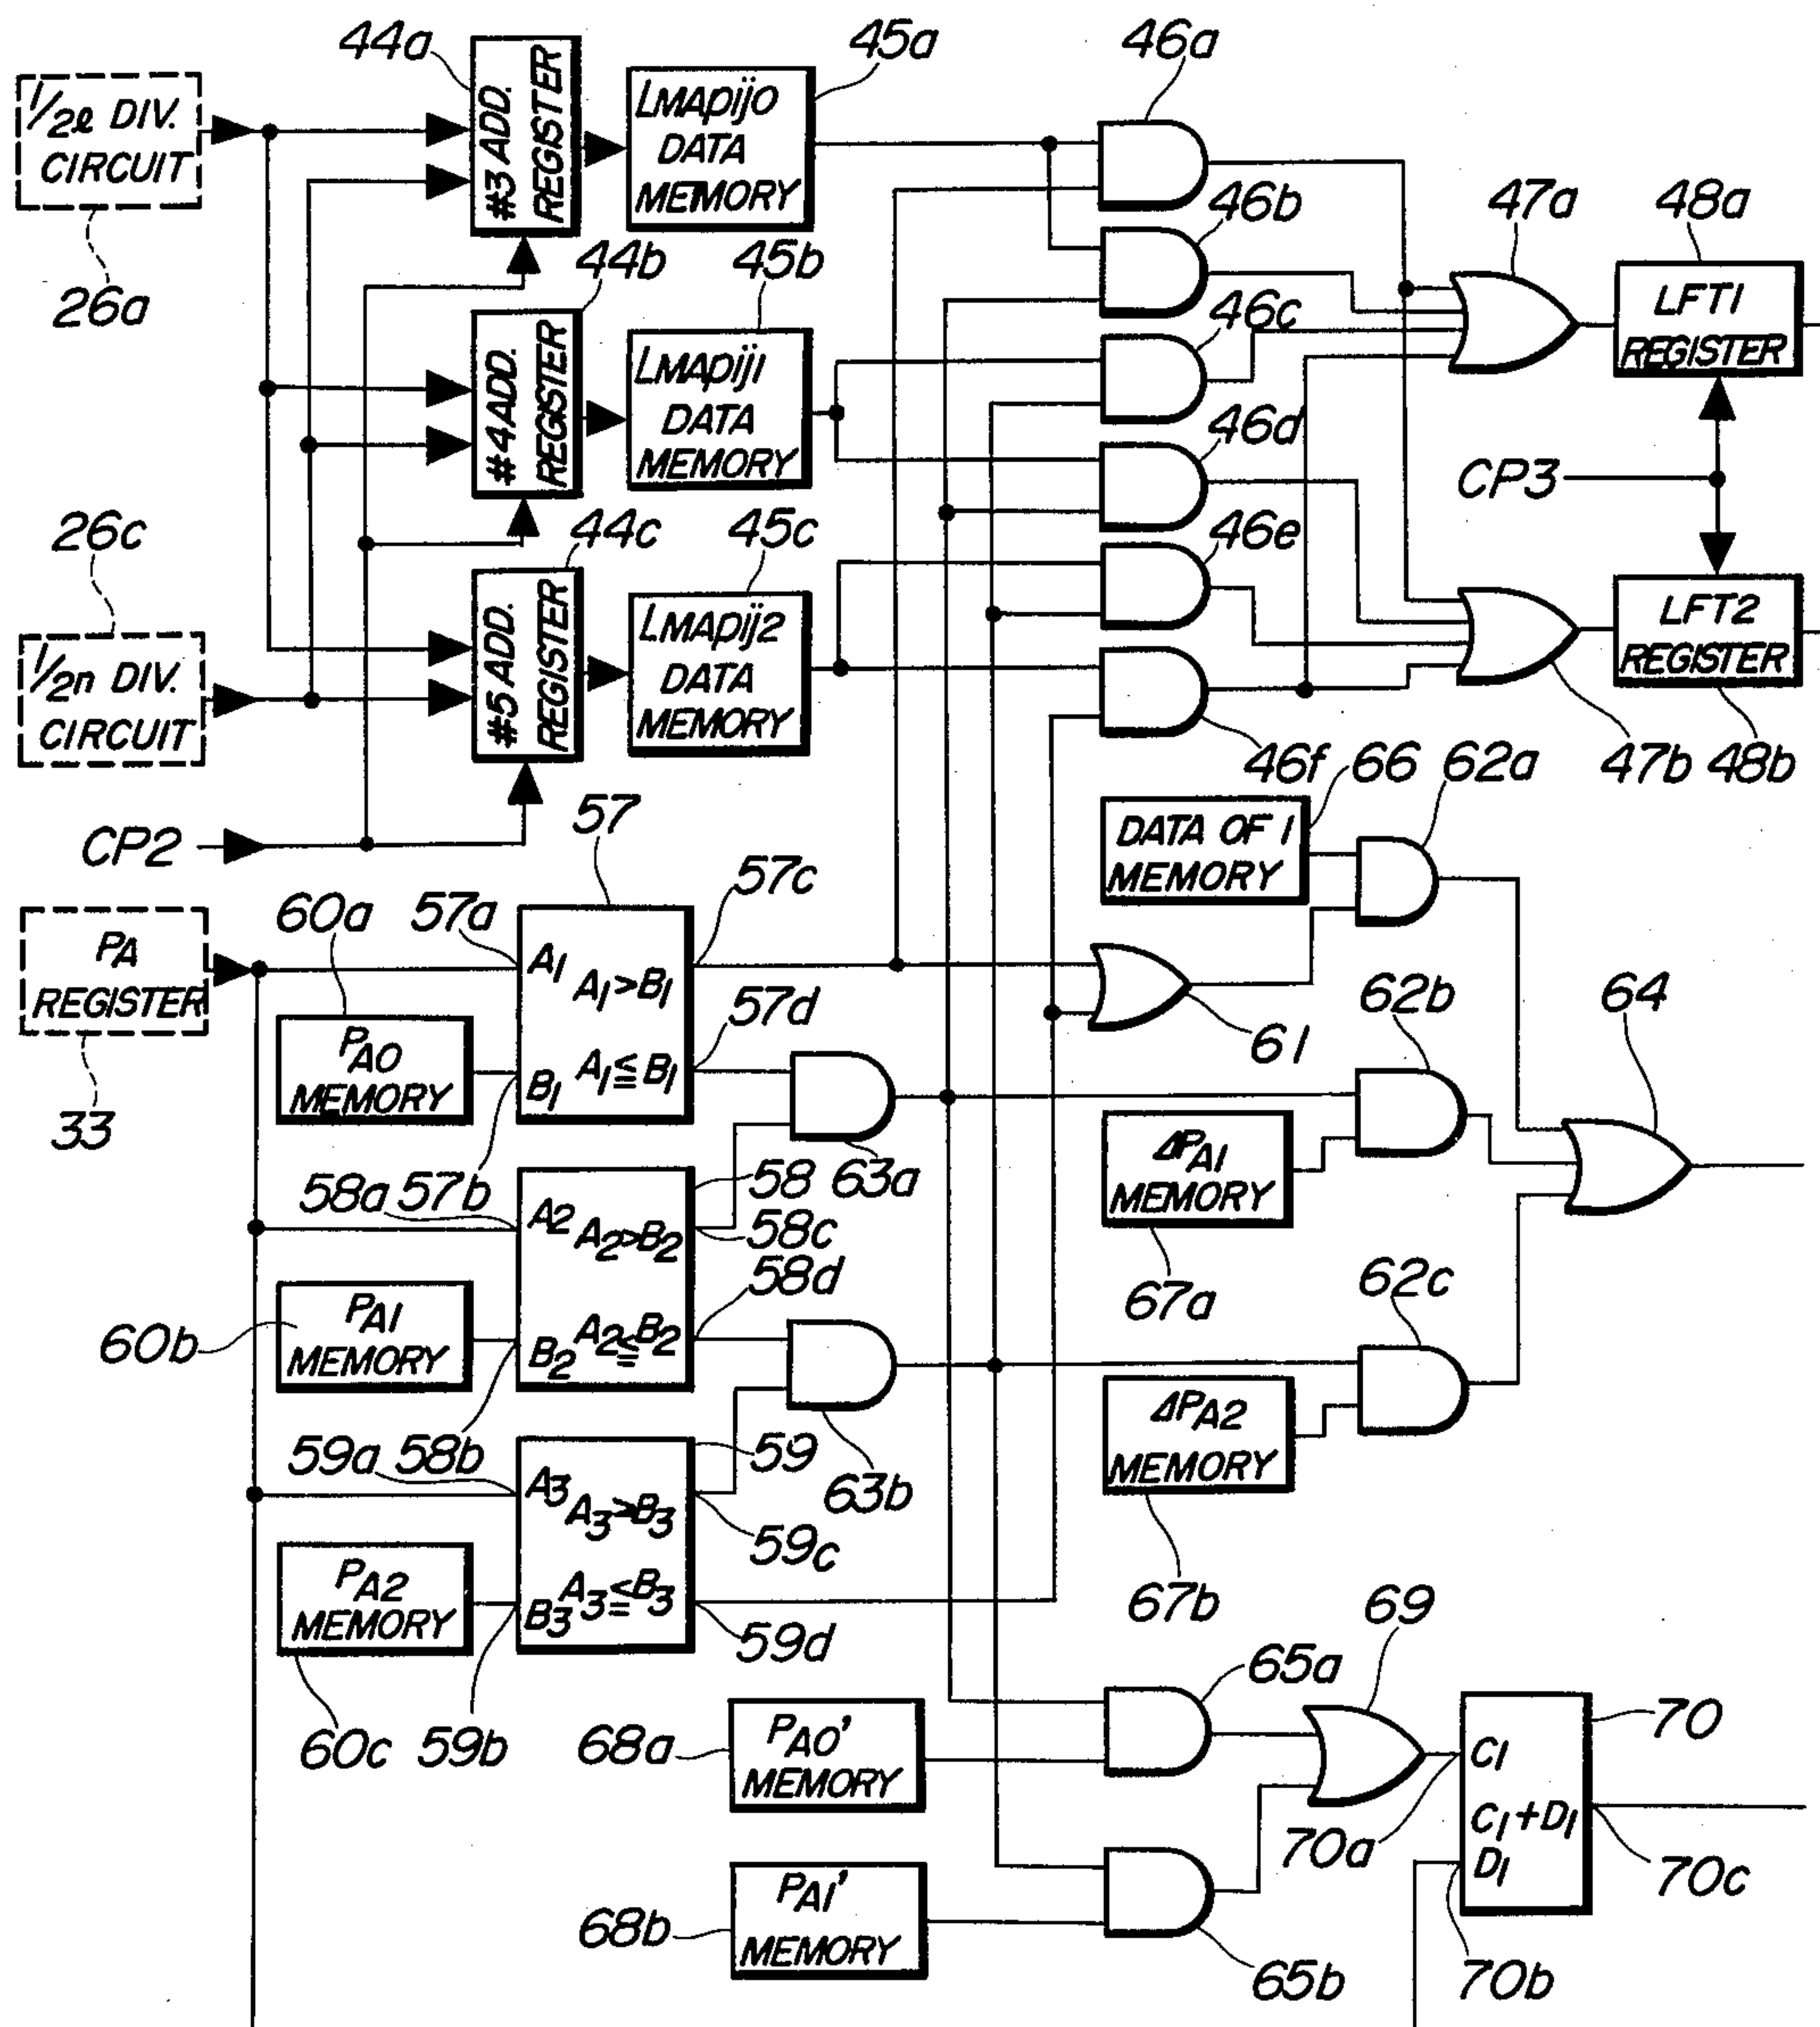 44a
45a
46a
1/2ℓ DIV.
CIRCUIT
#3 ADD.
REGISTER
LMApij0
DATA
MEMORY
46b
47a
48a
26a
44b
45b
LFT1
REGISTER
46c
#4 ADD.
REGISTER
LMApij1
DATA
MEMORY
46d
CP3
26c
44c
45c
46e
1/2n DIV.
CIRCUIT
#5 ADD.
REGISTER
LMApij2
DATA
MEMORY
LFT2
REGISTER
46f
66
62a
47b
48b
CP2
57
DATA OF 1
MEMORY
60a
57a
57c
PA
REGISTER
A1
A1>B1
62b
64
57d
61
PA0
MEMORY
B1
A1≦B1
33
58a
57b
58
63a
ΔPA1
MEMORY
A2
A2>B2
58c
58d
67a
62c
60b
PA1
MEMORY
B2
A2≦B2
ΔPA2
MEMORY
59a
58b
59
63b
A3
A3>B3
59c
PA2
MEMORY
B3
A3≦B3
67b
69
59d
65a
60c
59b
68a
PA0'
MEMORY
70
C1
C1+D1
D1
70a
70c
68b
PA1'
MEMORY
65b
70b